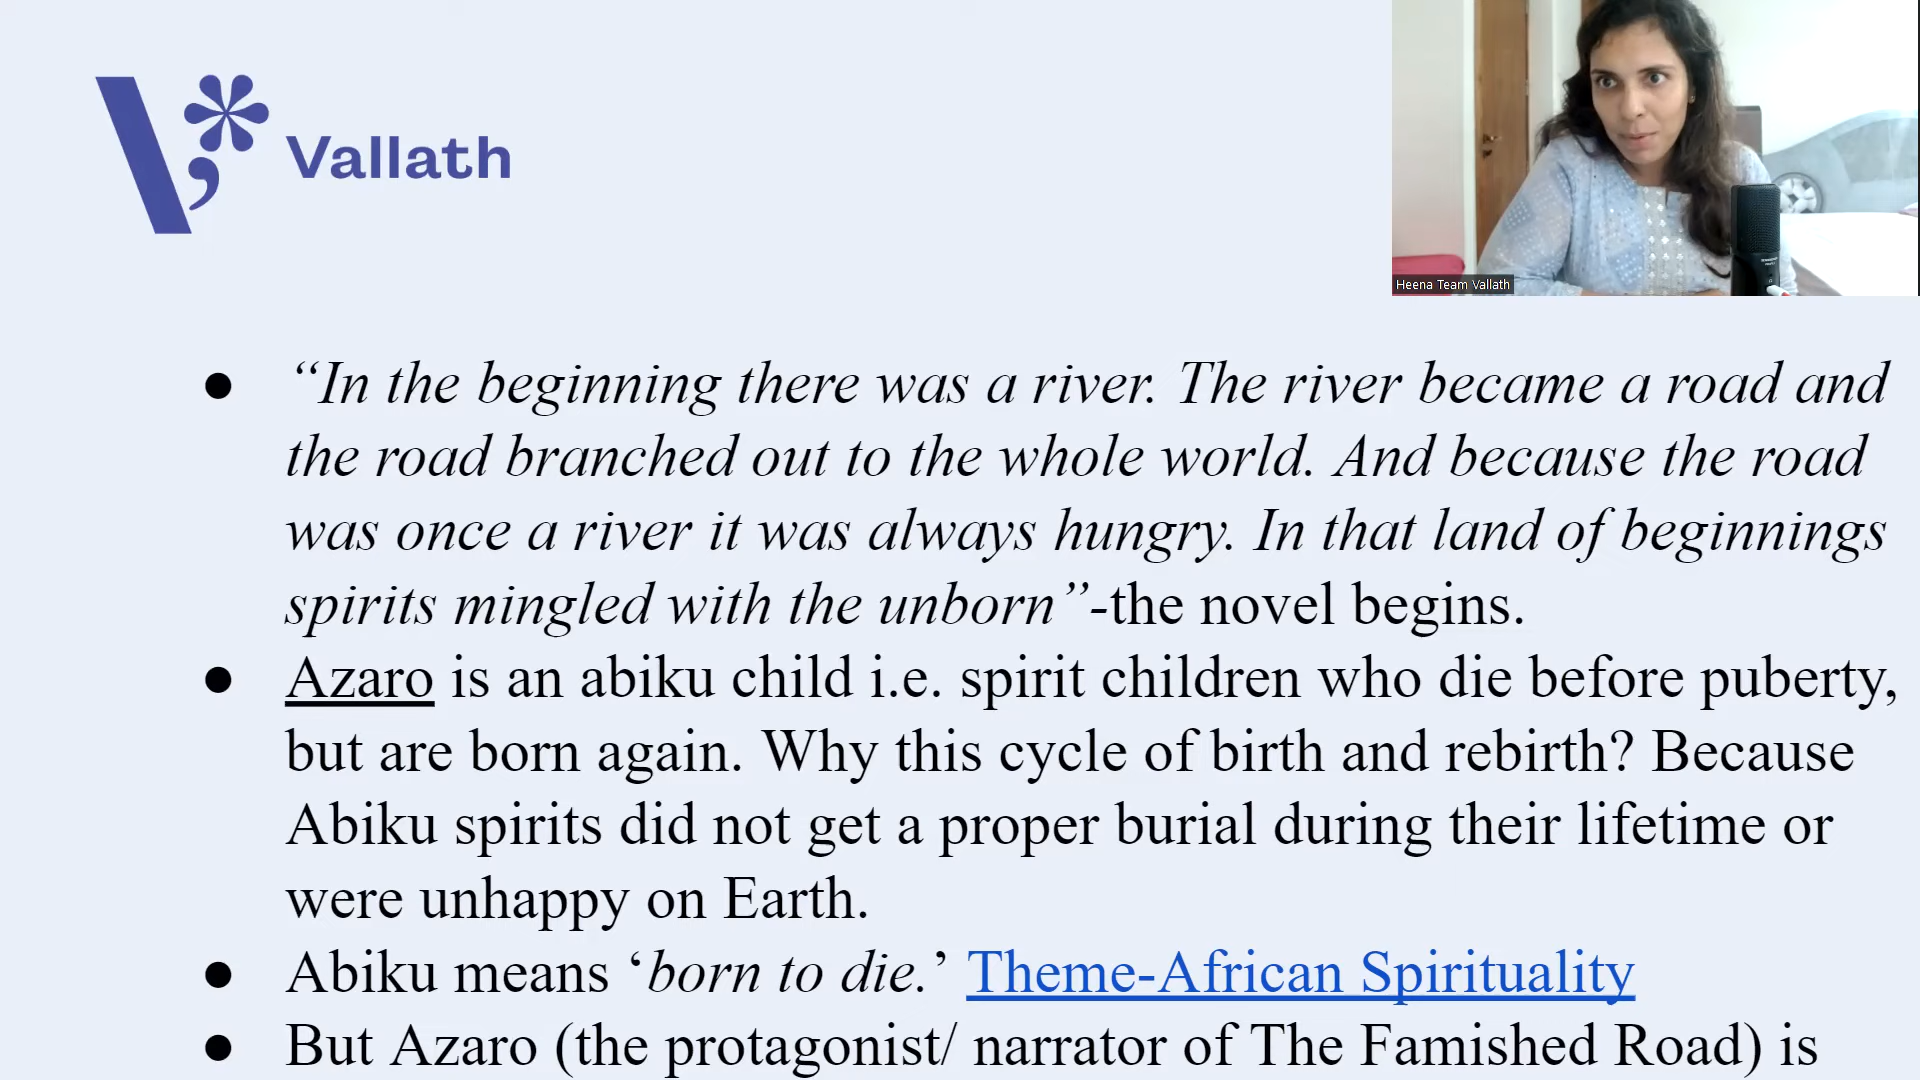 Vallath
Heena Team Vallath
● “In the beginning there was a river. The river became a road and
the road branched out to the whole world. And because the road
was once a river it was always hungry. In that land of beginnings
spirits mingled with the unborn”-the novel begins.
● Azaro is an abiku child i.e. spirit children who die before puberty,
but are born again. Why this cycle of birth and rebirth? Because
Abiku spirits did not get a proper burial during their lifetime or
were unhappy on Earth.
● Abiku means ‘born to die.’ Theme-African Spirituality
● But Azaro (the protagonist/ narrator of The Famished Road) is